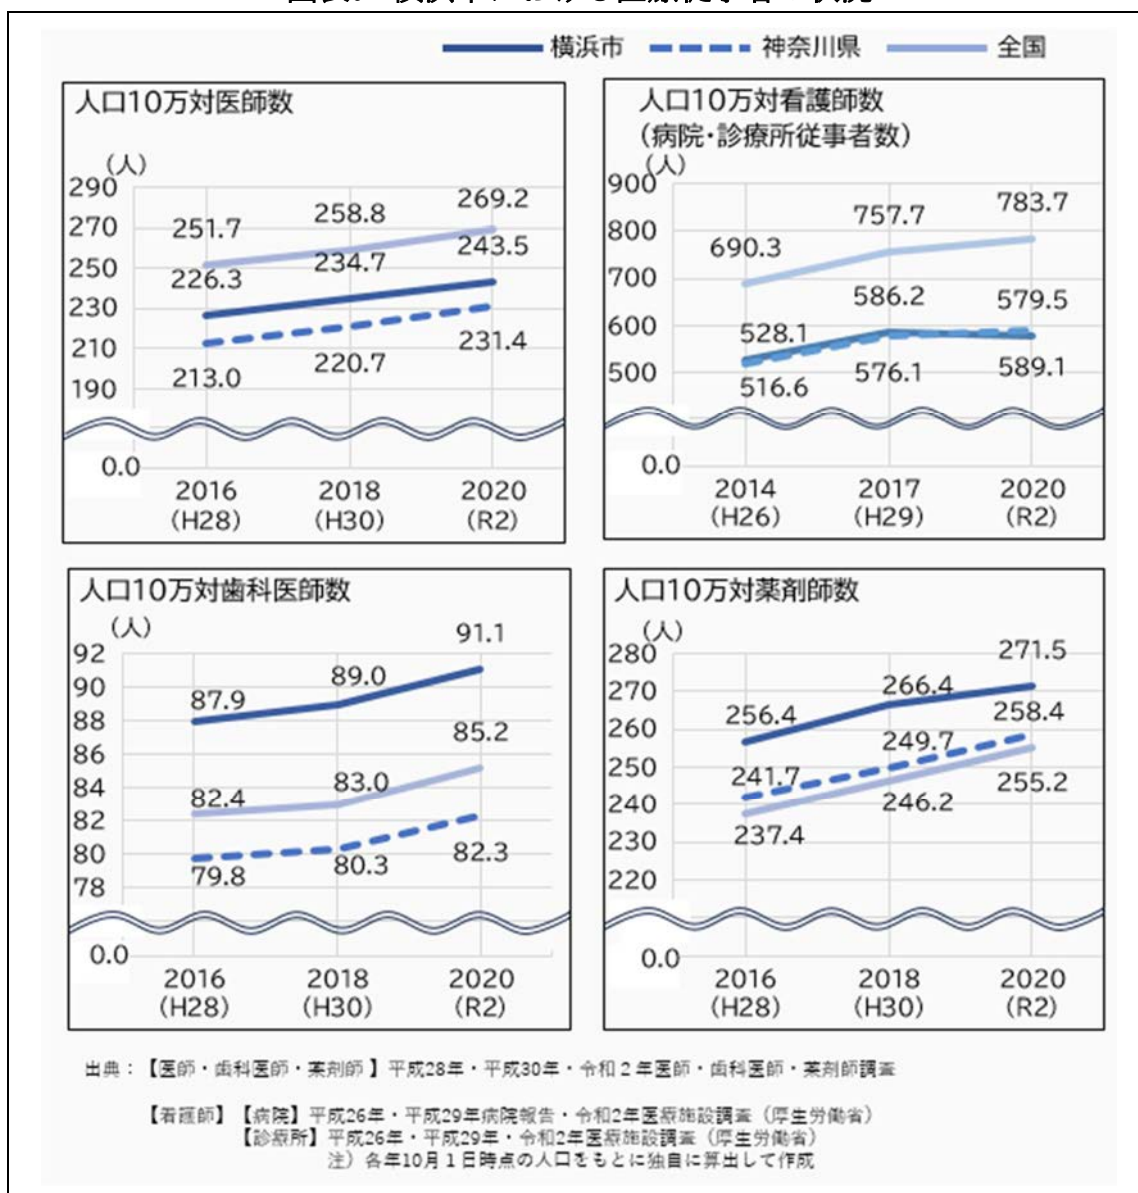 横浜市 神奈川県 全国
人口10万対医師数
(人)
290
270
250
230
210
190
0.0
251.7 258.8 269.2
226.3 234.7 243.5
213.0 220.7 231.4
2016 2018 2020
(H28) (H30) (R2)
人口10万対看護師数
(病院・診療所従事者数)
(人)
900
800
700
600
500
0.0
690.3 757.7 783.7
528.1 586.2 579.5
516.6 576.1 589.1
2014 2017 2020
(H26) (H29) (R2)
人口10万対歯科医師数
(人)
92
90
88
86
84
82
80
78
0.0
87.9 89.0 91.1
82.4 83.0 85.2
79.8 80.3 82.3
2016 2018 2020
(H28) (H30) (R2)
人口10万対薬剤師数
(人)
280
270
260
250
240
230
220
0.0
256.4 266.4 271.5
241.7 249.7 258.4
237.4 246.2 255.2
2016 2018 2020
(H28) (H30) (R2)
出典:【医師・歯科医師・薬剤師】平成28年・平成30年・令和2年医師・歯科医師・薬剤師調査
【看護師】【病院】平成26年・平成29年病院報告・令和2年医療施設調査(厚生労働省)
【診療所】平成26年・平成29年・令和2年医療施設調査(厚生労働省)
注)各年10月1日時点の人口をもとに独自に算出して作成